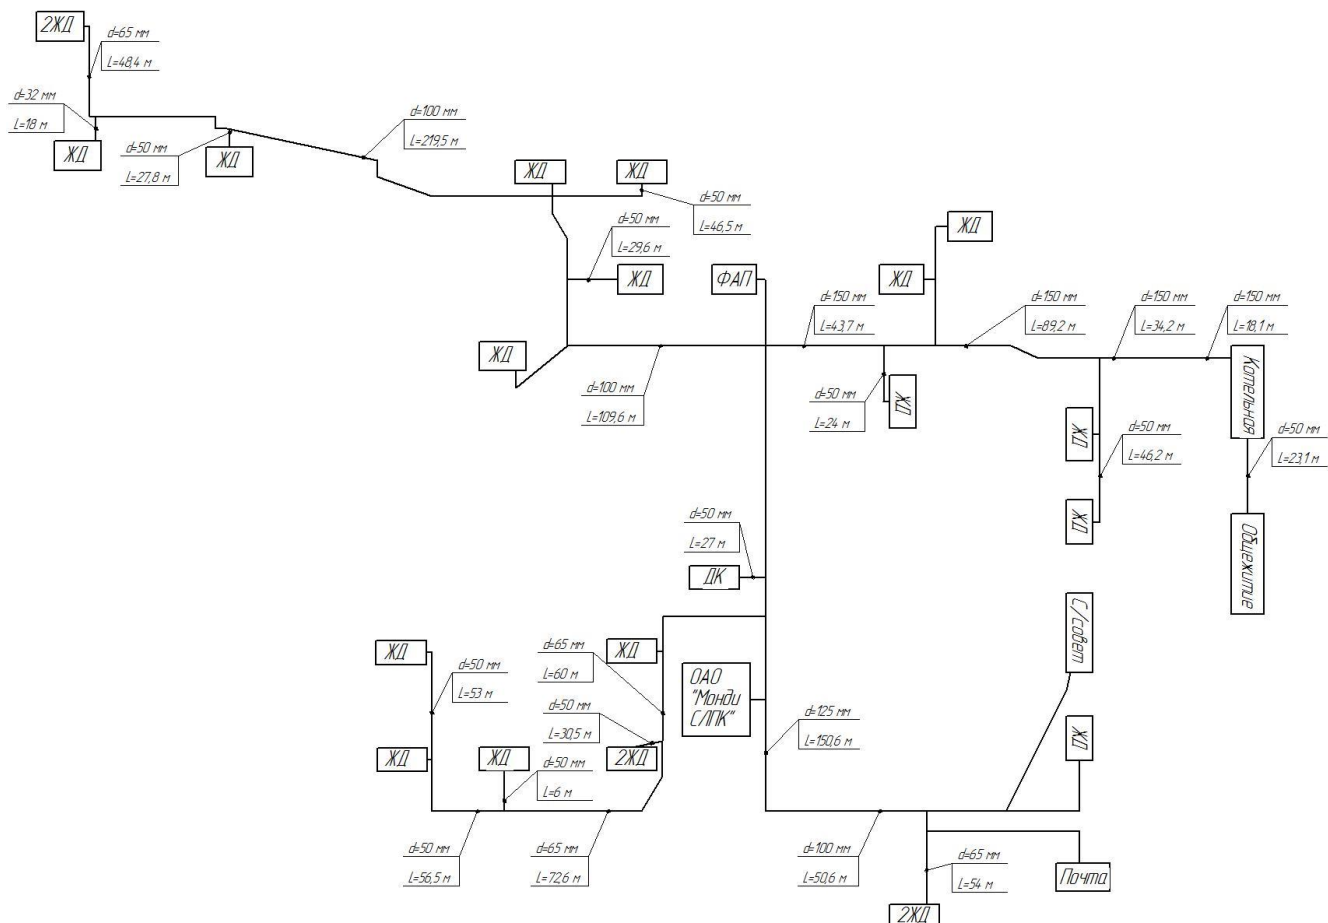 2ЖД
d=65 мм
L=48,4 м
d=32 мм
L=18 м
ЖД
d=50 мм
L=27,8 м
ЖД
d=100 мм
L=219,5 м
ЖД
ЖД
d=50 мм
L=46,5 м
d=50 мм
L=29,6 м
ЖД
ЖД
ФАП
ЖД
ЖД
d=150 мм
L=43,7 м
d=150 мм
L=89,2 м
d=150 мм
L=34,2 м
d=150 мм
L=18,1 м
Котельная
d=100 мм
L=109,6 м
d=50 мм
L=24 м
ЖД
ЖД
d=50 мм
L=46,2 м
ЖД
d=50 мм
L=23,1 м
Общежитие
d=50 мм
L=27 м
ДК
С/совет
ЖД
ЖД
d=65 мм
L=60 м
ОАО
"Монди
СЛПК"
d=50 мм
L=53 м
d=50 мм
L=30,5 м
2ЖД
d=125 мм
L=150,6 м
ЖД
ЖД
ЖД
d=50 мм
L=6 м
d=50 мм
L=56,5 м
d=65 мм
L=72,6 м
d=100 мм
L=50,6 м
d=65 мм
L=54 м
Почта
2ЖД